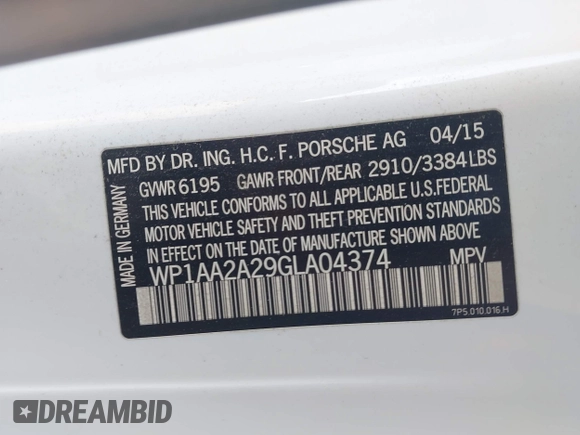 MFD BY DR. ING. H.C. F. PORSCHE AG 04/15
GVWR 6195 GAWR FRONT/REAR 2910/3384 LBS
THIS VEHICLE CONFORMS TO ALL APPLICABLE U.S.FEDERAL
MOTOR VEHICLE SAFETY AND THEFT PREVENTION STANDARDS
IN EFFECT ON THE DATE OF MANUFACTURE SHOWN ABOVE
WP1AA2A29GLA04374 MPV
7P5.010.016.H
MADE IN GERMANY
DREAMBID